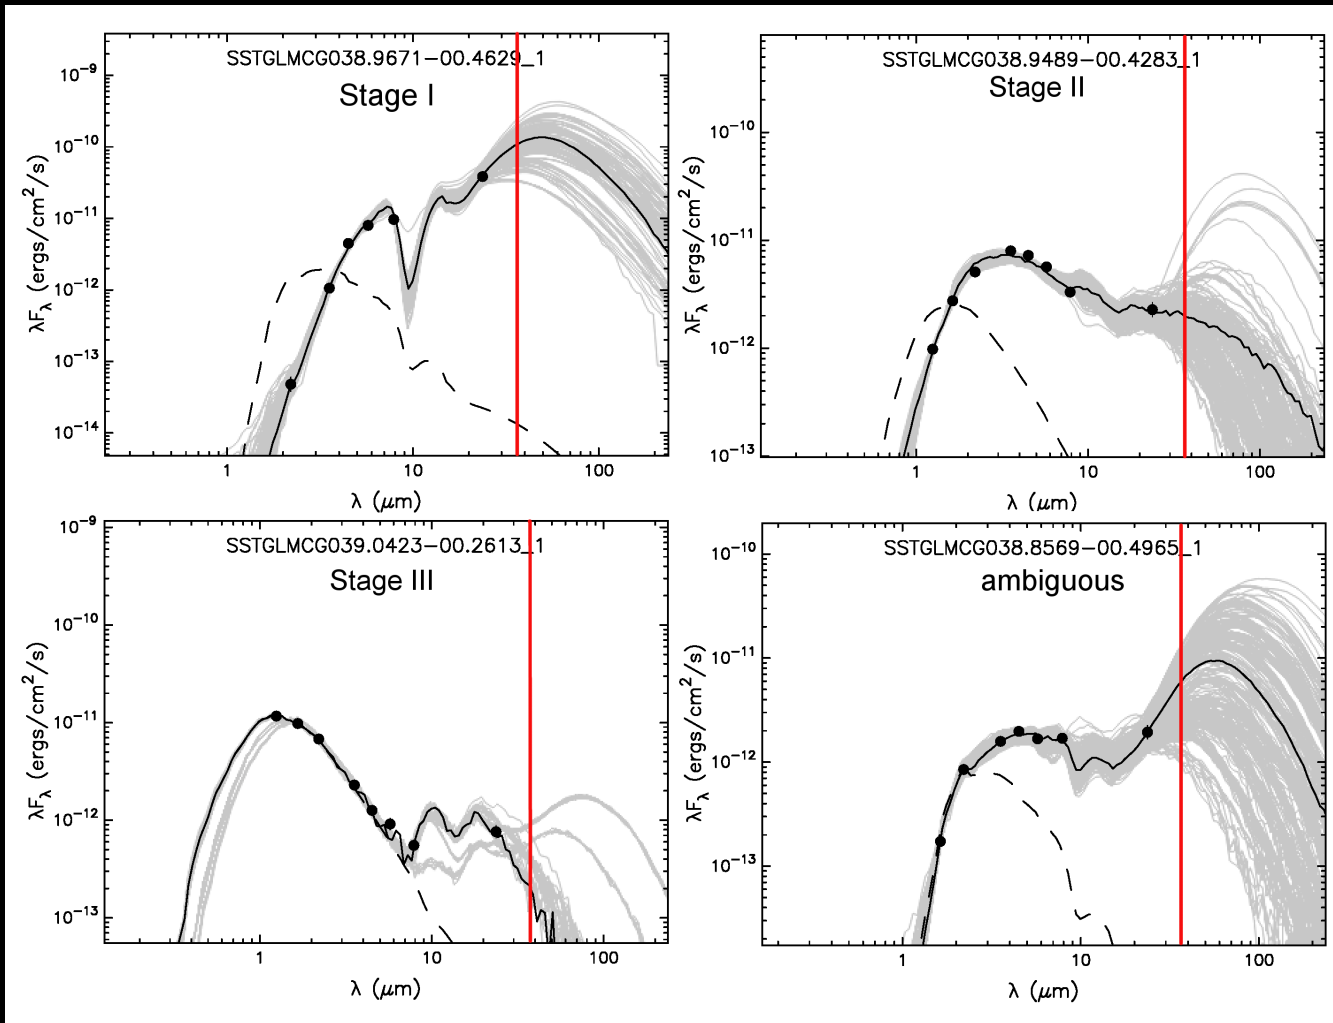 SSTGLMCG038.9671−00.4629_1
Stage I
10⁻⁹
10⁻¹⁰
10⁻¹¹
10⁻¹²
10⁻¹³
10⁻¹⁴
λFλ (ergs/cm²/s)
1 10 100
λ (μm)
SSTGLMCG038.9489−00.4283_1
Stage II
10⁻¹⁰
10⁻¹¹
10⁻¹²
10⁻¹³
λFλ (ergs/cm²/s)
1 10 100
λ (μm)
SSTGLMCG039.0423−00.2613_1
Stage III
10⁻⁹
10⁻¹⁰
10⁻¹¹
10⁻¹²
10⁻¹³
λFλ (ergs/cm²/s)
1 10 100
λ (μm)
SSTGLMCG038.8569−00.4965_1
ambiguous
10⁻¹⁰
10⁻¹¹
10⁻¹²
10⁻¹³
λFλ (ergs/cm²/s)
1 10 100
λ (μm)